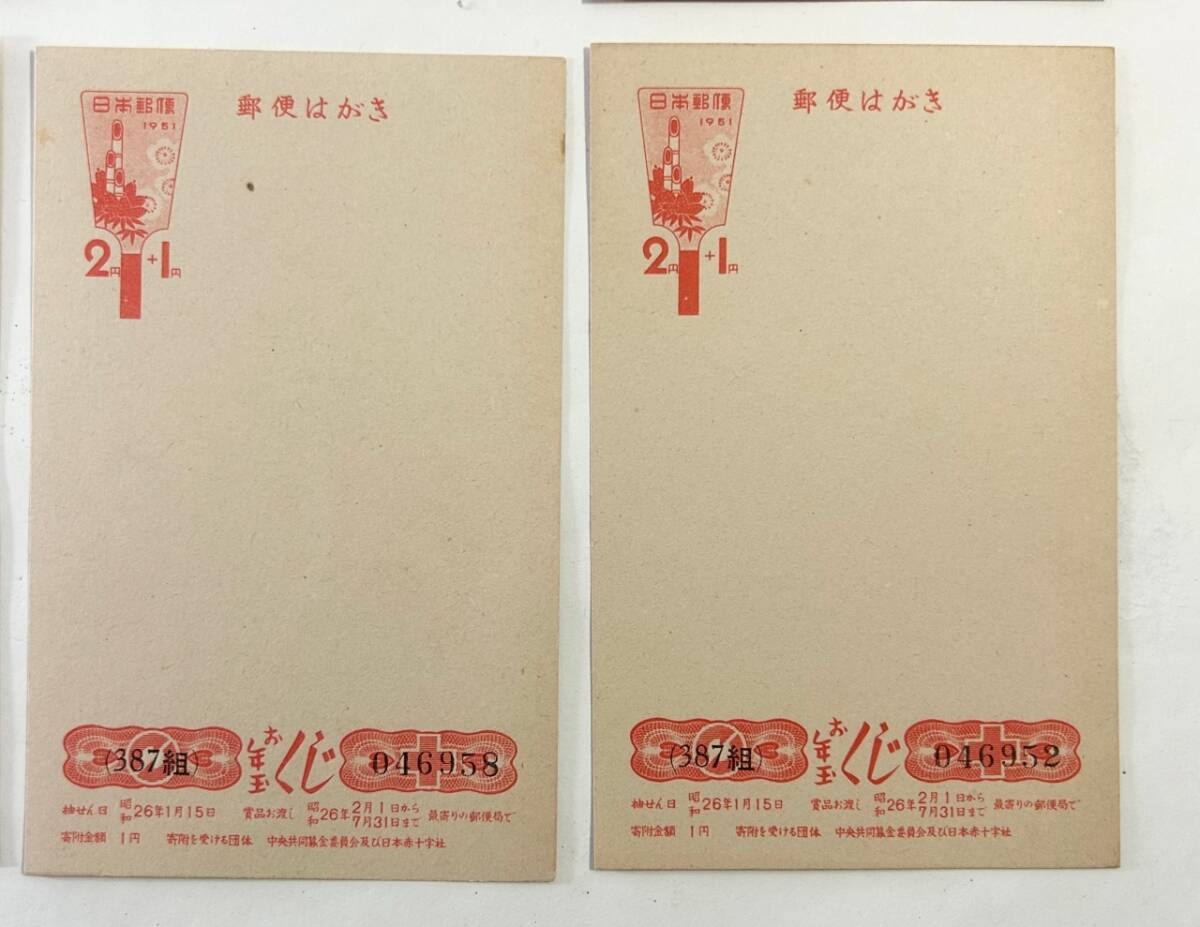 日本郵便
1951
郵便はがき
2円+1円
(387組)
お年玉くじ
046958
抽せん日 昭和26年1月15日 賞品お渡し 昭和26年2月1日から7月31日まで 最寄りの郵便局で
寄附金額 1円 寄附を受ける団体 中央共同募金委員会及び日本赤十字社
日本郵便
1951
郵便はがき
2円+1円
(387組)
お年玉くじ
046952
抽せん日 昭和26年1月15日 賞品お渡し 昭和26年2月1日から7月31日まで 最寄りの郵便局で
寄附金額 1円 寄附を受ける団体 中央共同募金委員会及び日本赤十字社